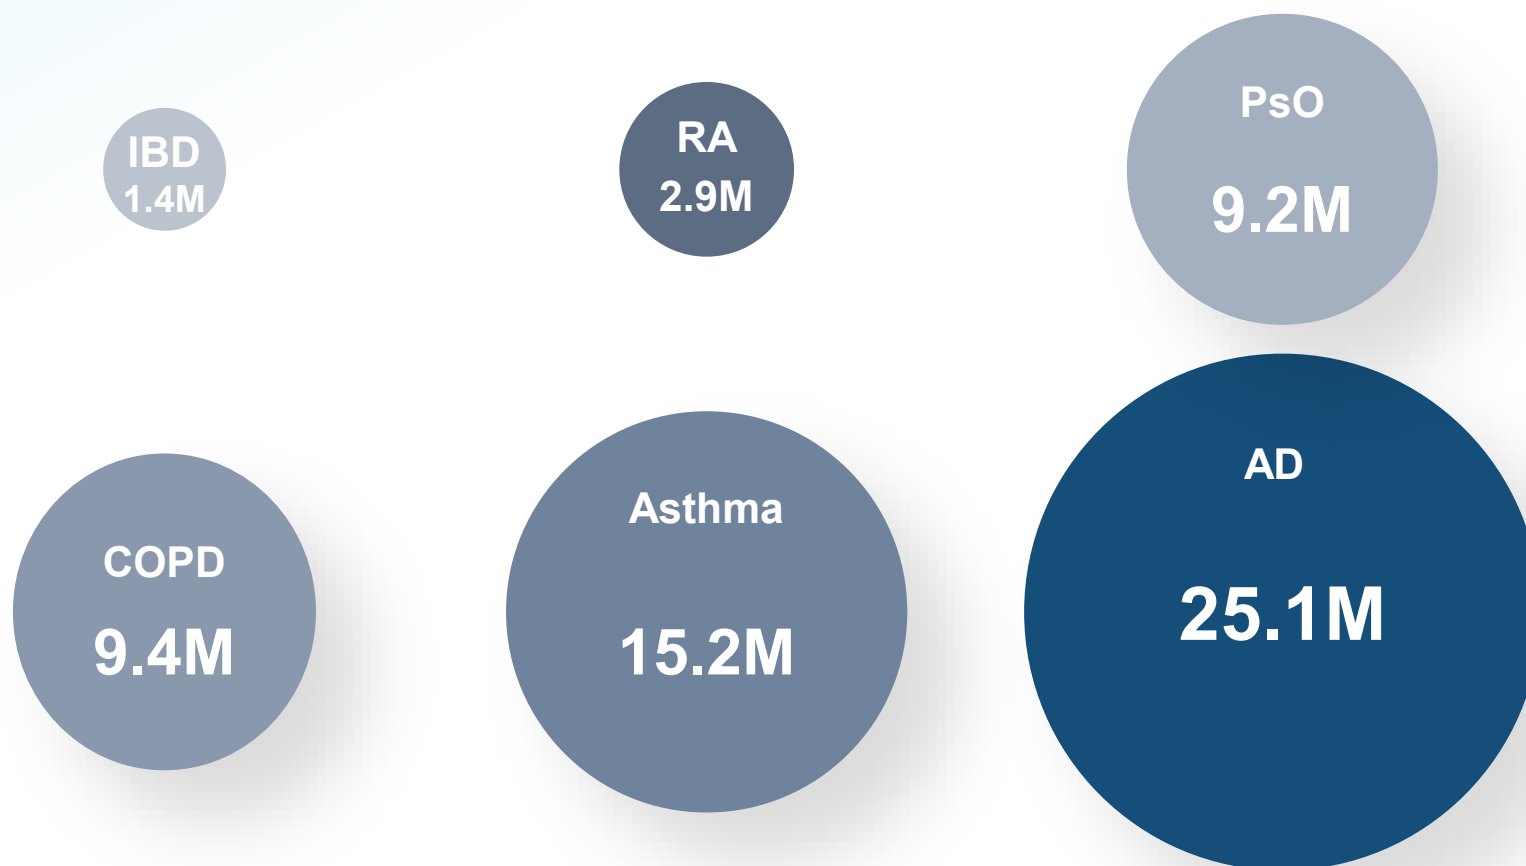 IBD
1.4M
RA
2.9M
PsO
9.2M
COPD
9.4M
Asthma
15.2M
AD
25.1M